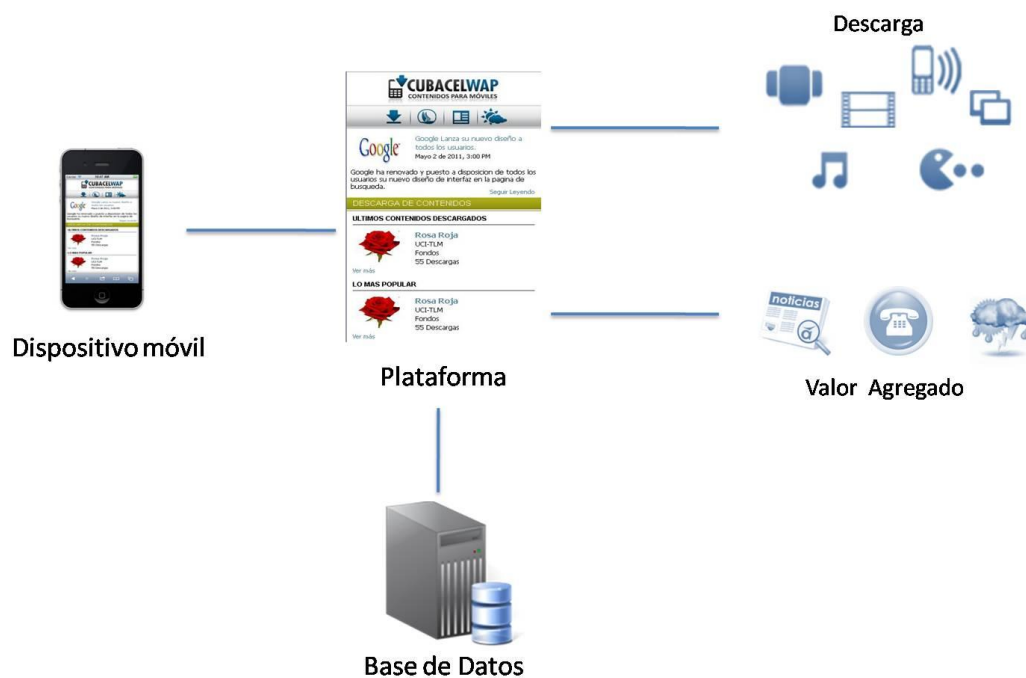 Descarga
CUBACELWAP
CONTENIDOS PARA MÓVILES
Google
Google Lanza su nuevo diseño a
todos los usuarios.
Mayo 2 de 2011, 3:00 PM
Google ha renovado y puesto a disposicion de todos los
usuarios su nuevo diseño de interfaz en la pagina de
busqueda.
Seguir Leyendo
DESCARGA DE CONTENIDOS
ULTIMOS CONTENIDOS DESCARGADOS
Rosa Roja
UCI-TLM
Fondos
55 Descargas
Ver más
LO MAS POPULAR
Rosa Roja
UCI-TLM
Fondos
55 Descargas
Ver más
CUBACELWAP
Google
Dispositivo móvil
Plataforma
noticias
Valor Agregado
Base de Datos